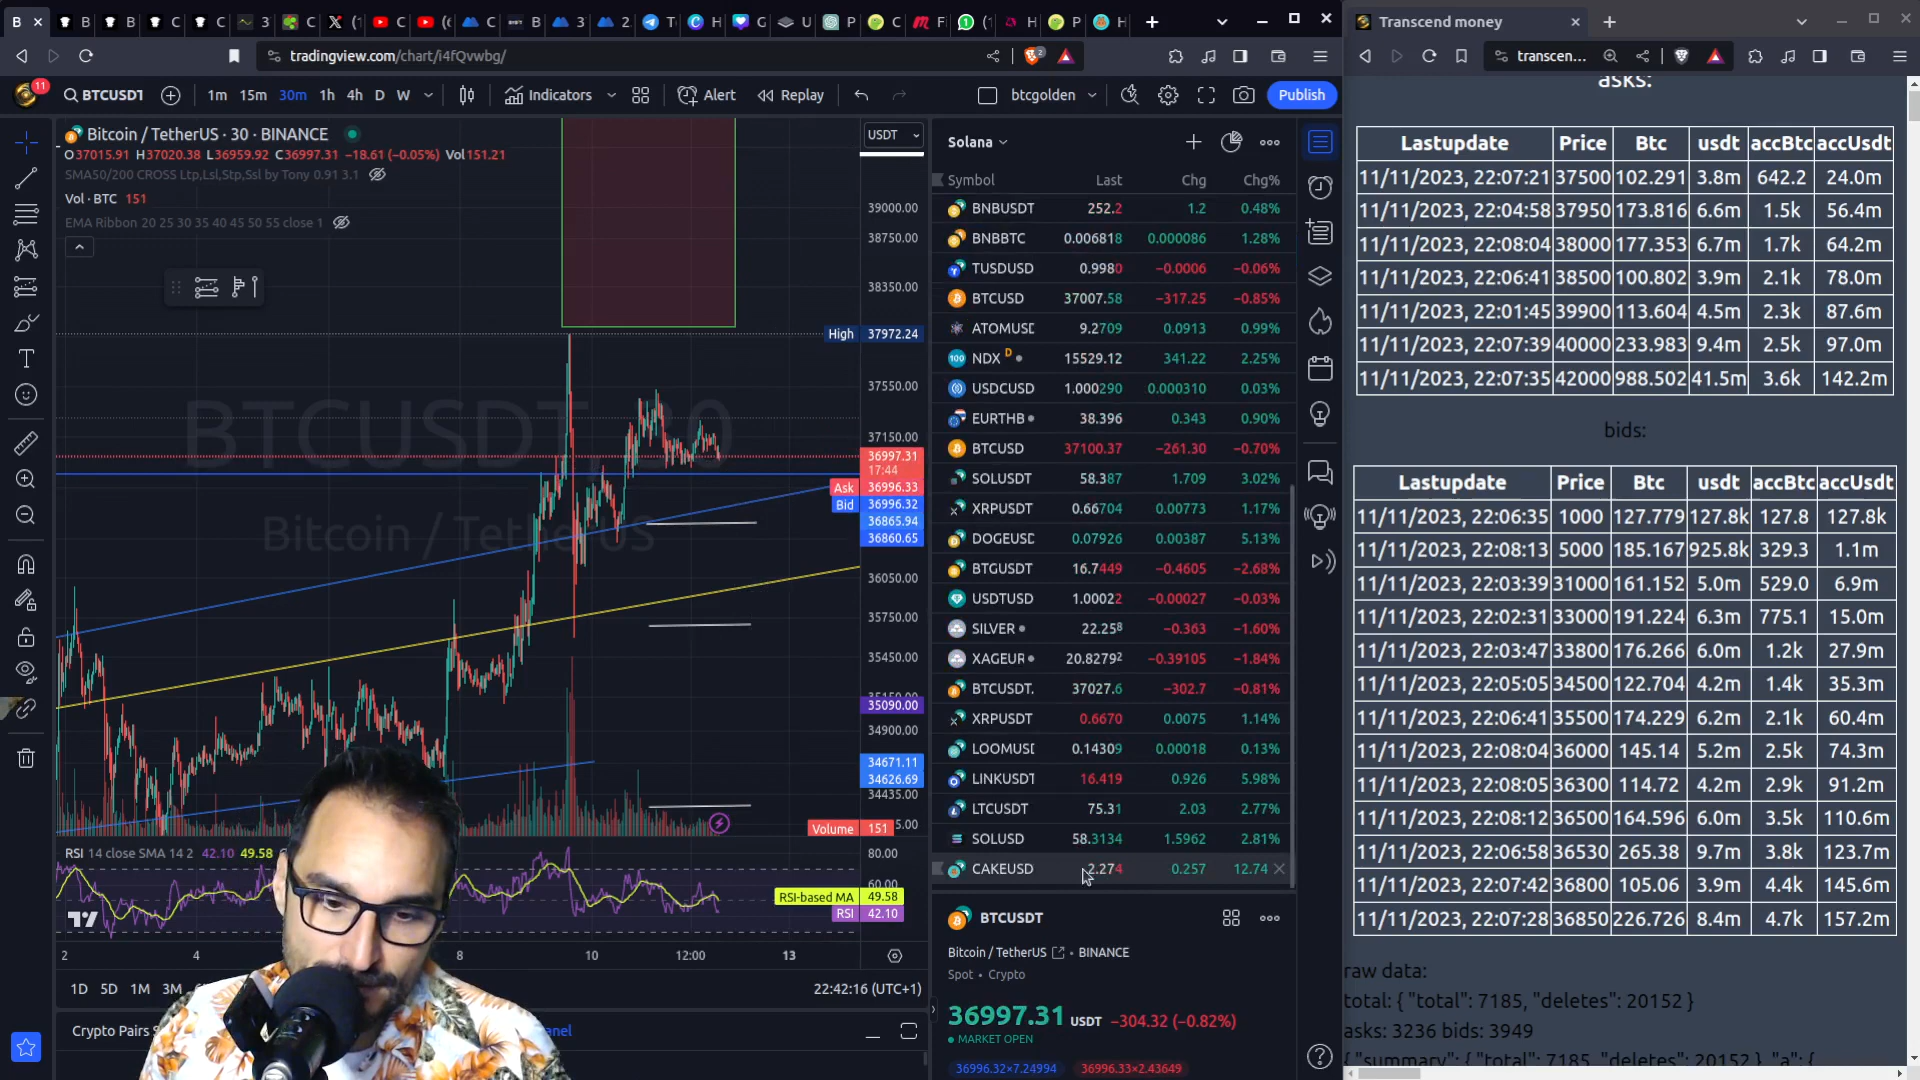 tradingview.com/chart/i4fQvwbg/
Transcend money
transcen...
11
BTCUSDT
1m 15m 30m 1h 4h D W
Indicators
Alert
Replay
btcgolden
Publish
Bitcoin / TetherUS · 30 · BINANCE
O37015.91 H37020.38 L36959.92 C36997.31 −18.61 (−0.05%) Vol151.21
SMA50/200 CROSS Ltp,Lsl,Stp,Ssl by Tony 0.91 3.1
Vol · BTC 151
EMA Ribbon 20 25 30 35 40 45 50 55 close 1
BTCUSDT, 30
Bitcoin / TetherUS
USDT
39000.00
38750.00
38350.00
High 37972.24
37550.00
37150.00
36997.31
17:44
Ask 36996.33
Bid 36996.32
36865.94
36860.65
36050.00
35750.00
35450.00
35090.00
34900.00
34671.11
34626.69
34435.00
Volume 151
RSI 14 close SMA 14 2 42.10 49.58
80.00
60.00
RSI-based MA 49.58
RSI 42.10
2 4 8 10 12:00 13
1D 5D 1M 3M
22:42:16 (UTC+1)
Crypto Pairs
Solana
Symbol Last Chg Chg%
BNBUSDT 252.2 1.2 0.48%
BNBBTC 0.006818 0.000086 1.28%
TUSDUSD 0.9980 −0.0006 −0.06%
BTCUSD 37007.58 −317.25 −0.85%
ATOMUSD 9.2709 0.0913 0.99%
NDX D 15529.12 341.22 2.25%
USDCUSD 1.000290 0.000310 0.03%
EURTHB 38.396 0.343 0.90%
BTCUSD 37100.37 −261.30 −0.70%
SOLUSDT 58.387 1.709 3.02%
XRPUSDT 0.66704 0.00773 1.17%
DOGEUSD 0.07926 0.00387 5.13%
BTGUSDT 16.7449 −0.4605 −2.68%
USDTUSD 1.00022 −0.00027 −0.03%
SILVER 22.258 −0.363 −1.60%
XAGEUR 20.82792 −0.39105 −1.84%
BTCUSDT. 37027.6 −302.7 −0.81%
XRPUSDT 0.6670 0.0075 1.14%
LOOMUSD 0.14309 0.00018 0.13%
LINKUSDT 16.419 0.926 5.98%
LTCUSDT 75.31 2.03 2.77%
SOLUSD 58.3134 1.5962 2.81%
CAKEUSD 2.274 0.257 12.74
BTCUSDT
Bitcoin / TetherUS • BINANCE
Spot • Crypto
36997.31 USDT −304.32 (−0.82%)
MARKET OPEN
36996.32×7.24994 36996.33×2.43649
asks:
Lastupdate Price Btc usdt accBtc accUsdt
11/11/2023, 22:07:21 37500 102.291 3.8m 642.2 24.0m
11/11/2023, 22:04:58 37950 173.816 6.6m 1.5k 56.4m
11/11/2023, 22:08:04 38000 177.353 6.7m 1.7k 64.2m
11/11/2023, 22:06:41 38500 100.802 3.9m 2.1k 78.0m
11/11/2023, 22:01:45 39900 113.604 4.5m 2.3k 87.6m
11/11/2023, 22:07:39 40000 233.983 9.4m 2.5k 97.0m
11/11/2023, 22:07:35 42000 988.502 41.5m 3.6k 142.2m
bids:
Lastupdate Price Btc usdt accBtc accUsdt
11/11/2023, 22:06:35 1000 127.779 127.8k 127.8 127.8k
11/11/2023, 22:08:13 5000 185.167 925.8k 329.3 1.1m
11/11/2023, 22:03:39 31000 161.152 5.0m 529.0 6.9m
11/11/2023, 22:02:31 33000 191.224 6.3m 775.1 15.0m
11/11/2023, 22:03:47 33800 176.266 6.0m 1.2k 27.9m
11/11/2023, 22:05:05 34500 122.704 4.2m 1.4k 35.3m
11/11/2023, 22:06:41 35500 174.229 6.2m 2.1k 60.4m
11/11/2023, 22:08:04 36000 145.14 5.2m 2.5k 74.3m
11/11/2023, 22:08:05 36300 114.72 4.2m 2.9k 91.2m
11/11/2023, 22:08:12 36500 164.596 6.0m 3.5k 110.6m
11/11/2023, 22:06:58 36530 265.38 9.7m 3.8k 123.7m
11/11/2023, 22:07:42 36800 105.06 3.9m 4.4k 145.6m
11/11/2023, 22:07:28 36850 226.726 8.4m 4.7k 157.2m
raw data:
total: { "total": 7185, "deletes": 20152 }
asks: 3236 bids: 3949
{ "summary": { "total": 7185, "deletes": 20152 }, "a": {